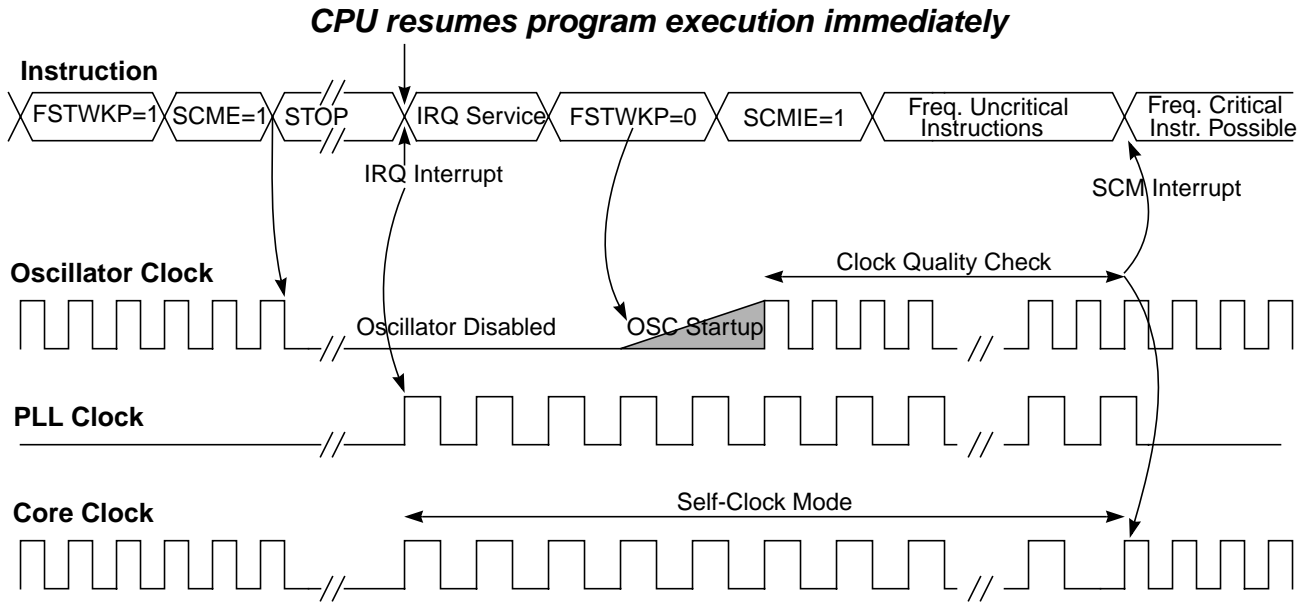 CPU resumes program execution immediately
Instruction
FSTWKP=1 SCME=1 STOP IRQ Service FSTWKP=0 SCMIE=1 Freq. Uncritical Instructions Freq. Critical Instr. Possible
IRQ Interrupt
SCM Interrupt
Oscillator Clock
Clock Quality Check
Oscillator Disabled
OSC Startup
PLL Clock
Core Clock
Self-Clock Mode